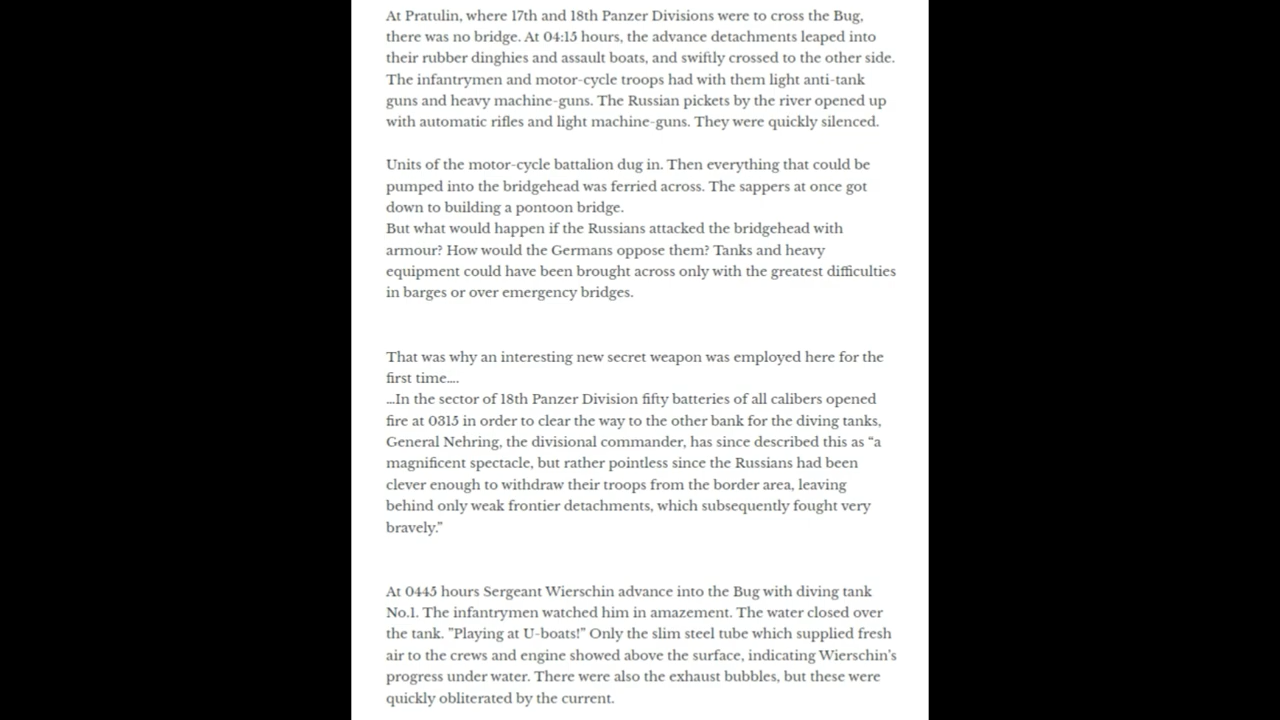 At Pratulin, where 17th and 18th Panzer Divisions were to cross the Bug,
there was no bridge. At 04:15 hours, the advance detachments leaped into
their rubber dinghies and assault boats, and swiftly crossed to the other side.
The infantrymen and motor-cycle troops had with them light anti-tank
guns and heavy machine-guns. The Russian pickets by the river opened up
with automatic rifles and light machine-guns. They were quickly silenced.
Units of the motor-cycle battalion dug in. Then everything that could be
pumped into the bridgehead was ferried across. The sappers at once got
down to building a pontoon bridge.
But what would happen if the Russians attacked the bridgehead with
armour? How would the Germans oppose them? Tanks and heavy
equipment could have been brought across only with the greatest difficulties
in barges or over emergency bridges.
That was why an interesting new secret weapon was employed here for the
first time….
…In the sector of 18th Panzer Division fifty batteries of all calibers opened
fire at 0315 in order to clear the way to the other bank for the diving tanks,
General Nehring, the divisional commander, has since described this as “a
magnificent spectacle, but rather pointless since the Russians had been
clever enough to withdraw their troops from the border area, leaving
behind only weak frontier detachments, which subsequently fought very
bravely.”
At 0445 hours Sergeant Wierschin advance into the Bug with diving tank
No.1. The infantrymen watched him in amazement. The water closed over
the tank. ”Playing at U-boats!” Only the slim steel tube which supplied fresh
air to the crews and engine showed above the surface, indicating Wierschin’s
progress under water. There were also the exhaust bubbles, but these were
quickly obliterated by the current.